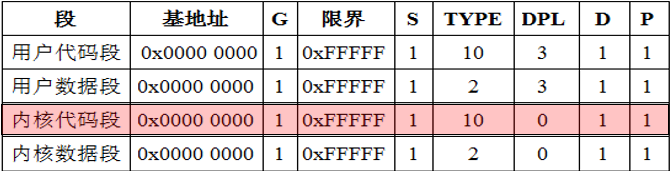 段 基地址 G 限界 S TYPE DPL D P
用户代码段 0x0000 0000 1 0xFFFFF 1 10 3 1 1
用户数据段 0x0000 0000 1 0xFFFFF 1 2 3 1 1
内核代码段 0x0000 0000 1 0xFFFFF 1 10 0 1 1
内核数据段 0x0000 0000 1 0xFFFFF 1 2 0 1 1